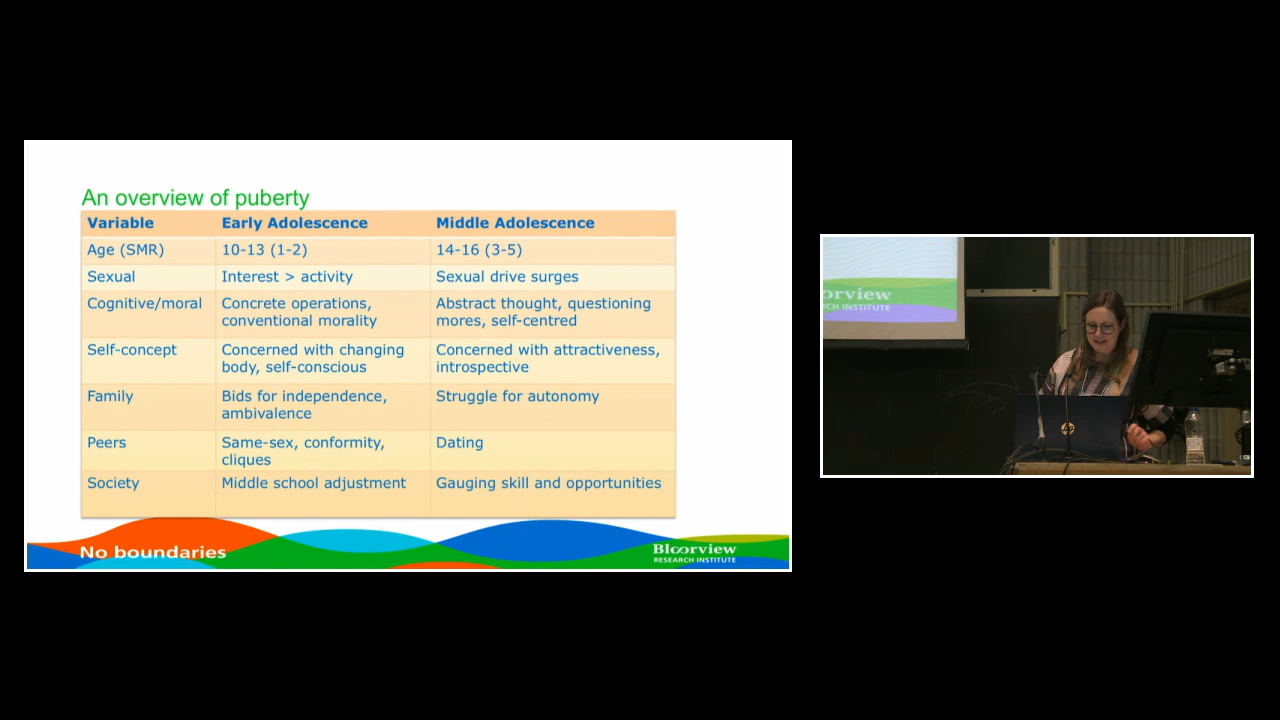 An overview of puberty
Variable Early Adolescence Middle Adolescence
Age (SMR) 10-13 (1-2) 14-16 (3-5)
Sexual Interest > activity Sexual drive surges
Cognitive/moral Concrete operations, Abstract thought, questioning
conventional morality mores, self-centred
Self-concept Concerned with changing Concerned with attractiveness,
body, self-conscious introspective
Family Bids for independence, Struggle for autonomy
ambivalence
Peers Same-sex, conformity, Dating
cliques
Society Middle school adjustment Gauging skill and opportunities
No boundaries
Bloorview
RESEARCH INSTITUTE
orview
RCH INSTITUTE
hp